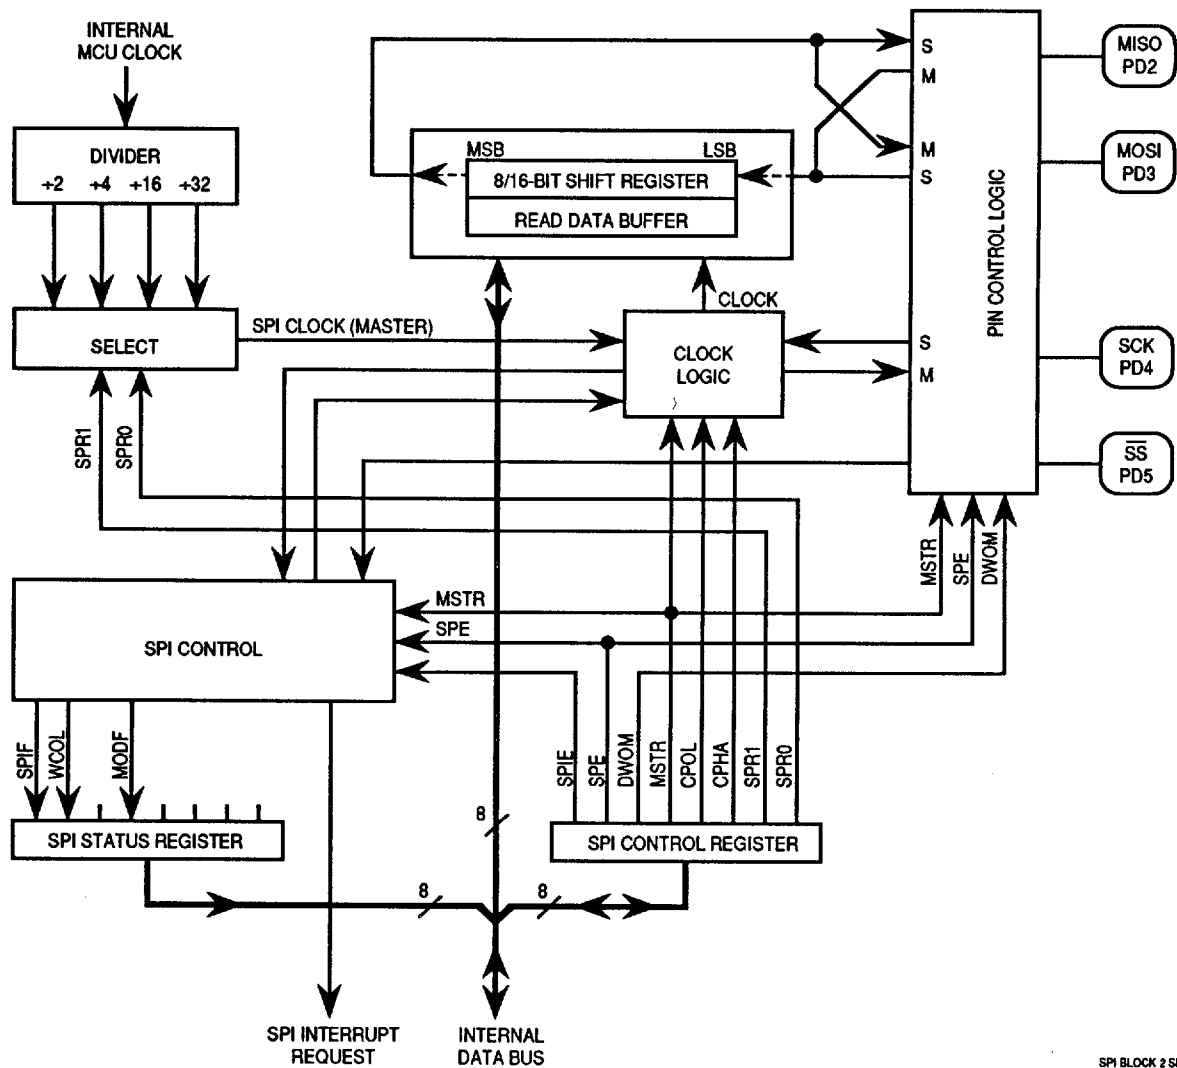 INTERNAL
MCU CLOCK
DIVIDER
÷2 ÷4 ÷16 ÷32
SELECT
SPR1
SPR0
SPI CLOCK (MASTER)
MSB LSB
8/16-BIT SHIFT REGISTER
READ DATA BUFFER
CLOCK
CLOCK
LOGIC
S
M
M
S
S
M
PIN CONTROL LOGIC
MISO
PD2
MOSI
PD3
SCK
PD4
SS
PD5
MSTR
SPE
DWOM
MSTR
SPE
SPI CONTROL
SPIF
WCOL
MODF
SPI STATUS REGISTER
SPIE
SPE
DWOM
MSTR
CPOL
CPHA
SPR1
SPR0
SPI CONTROL REGISTER
8
8
8
SPI INTERRUPT
REQUEST
INTERNAL
DATA BUS
SPI BLOCK 2